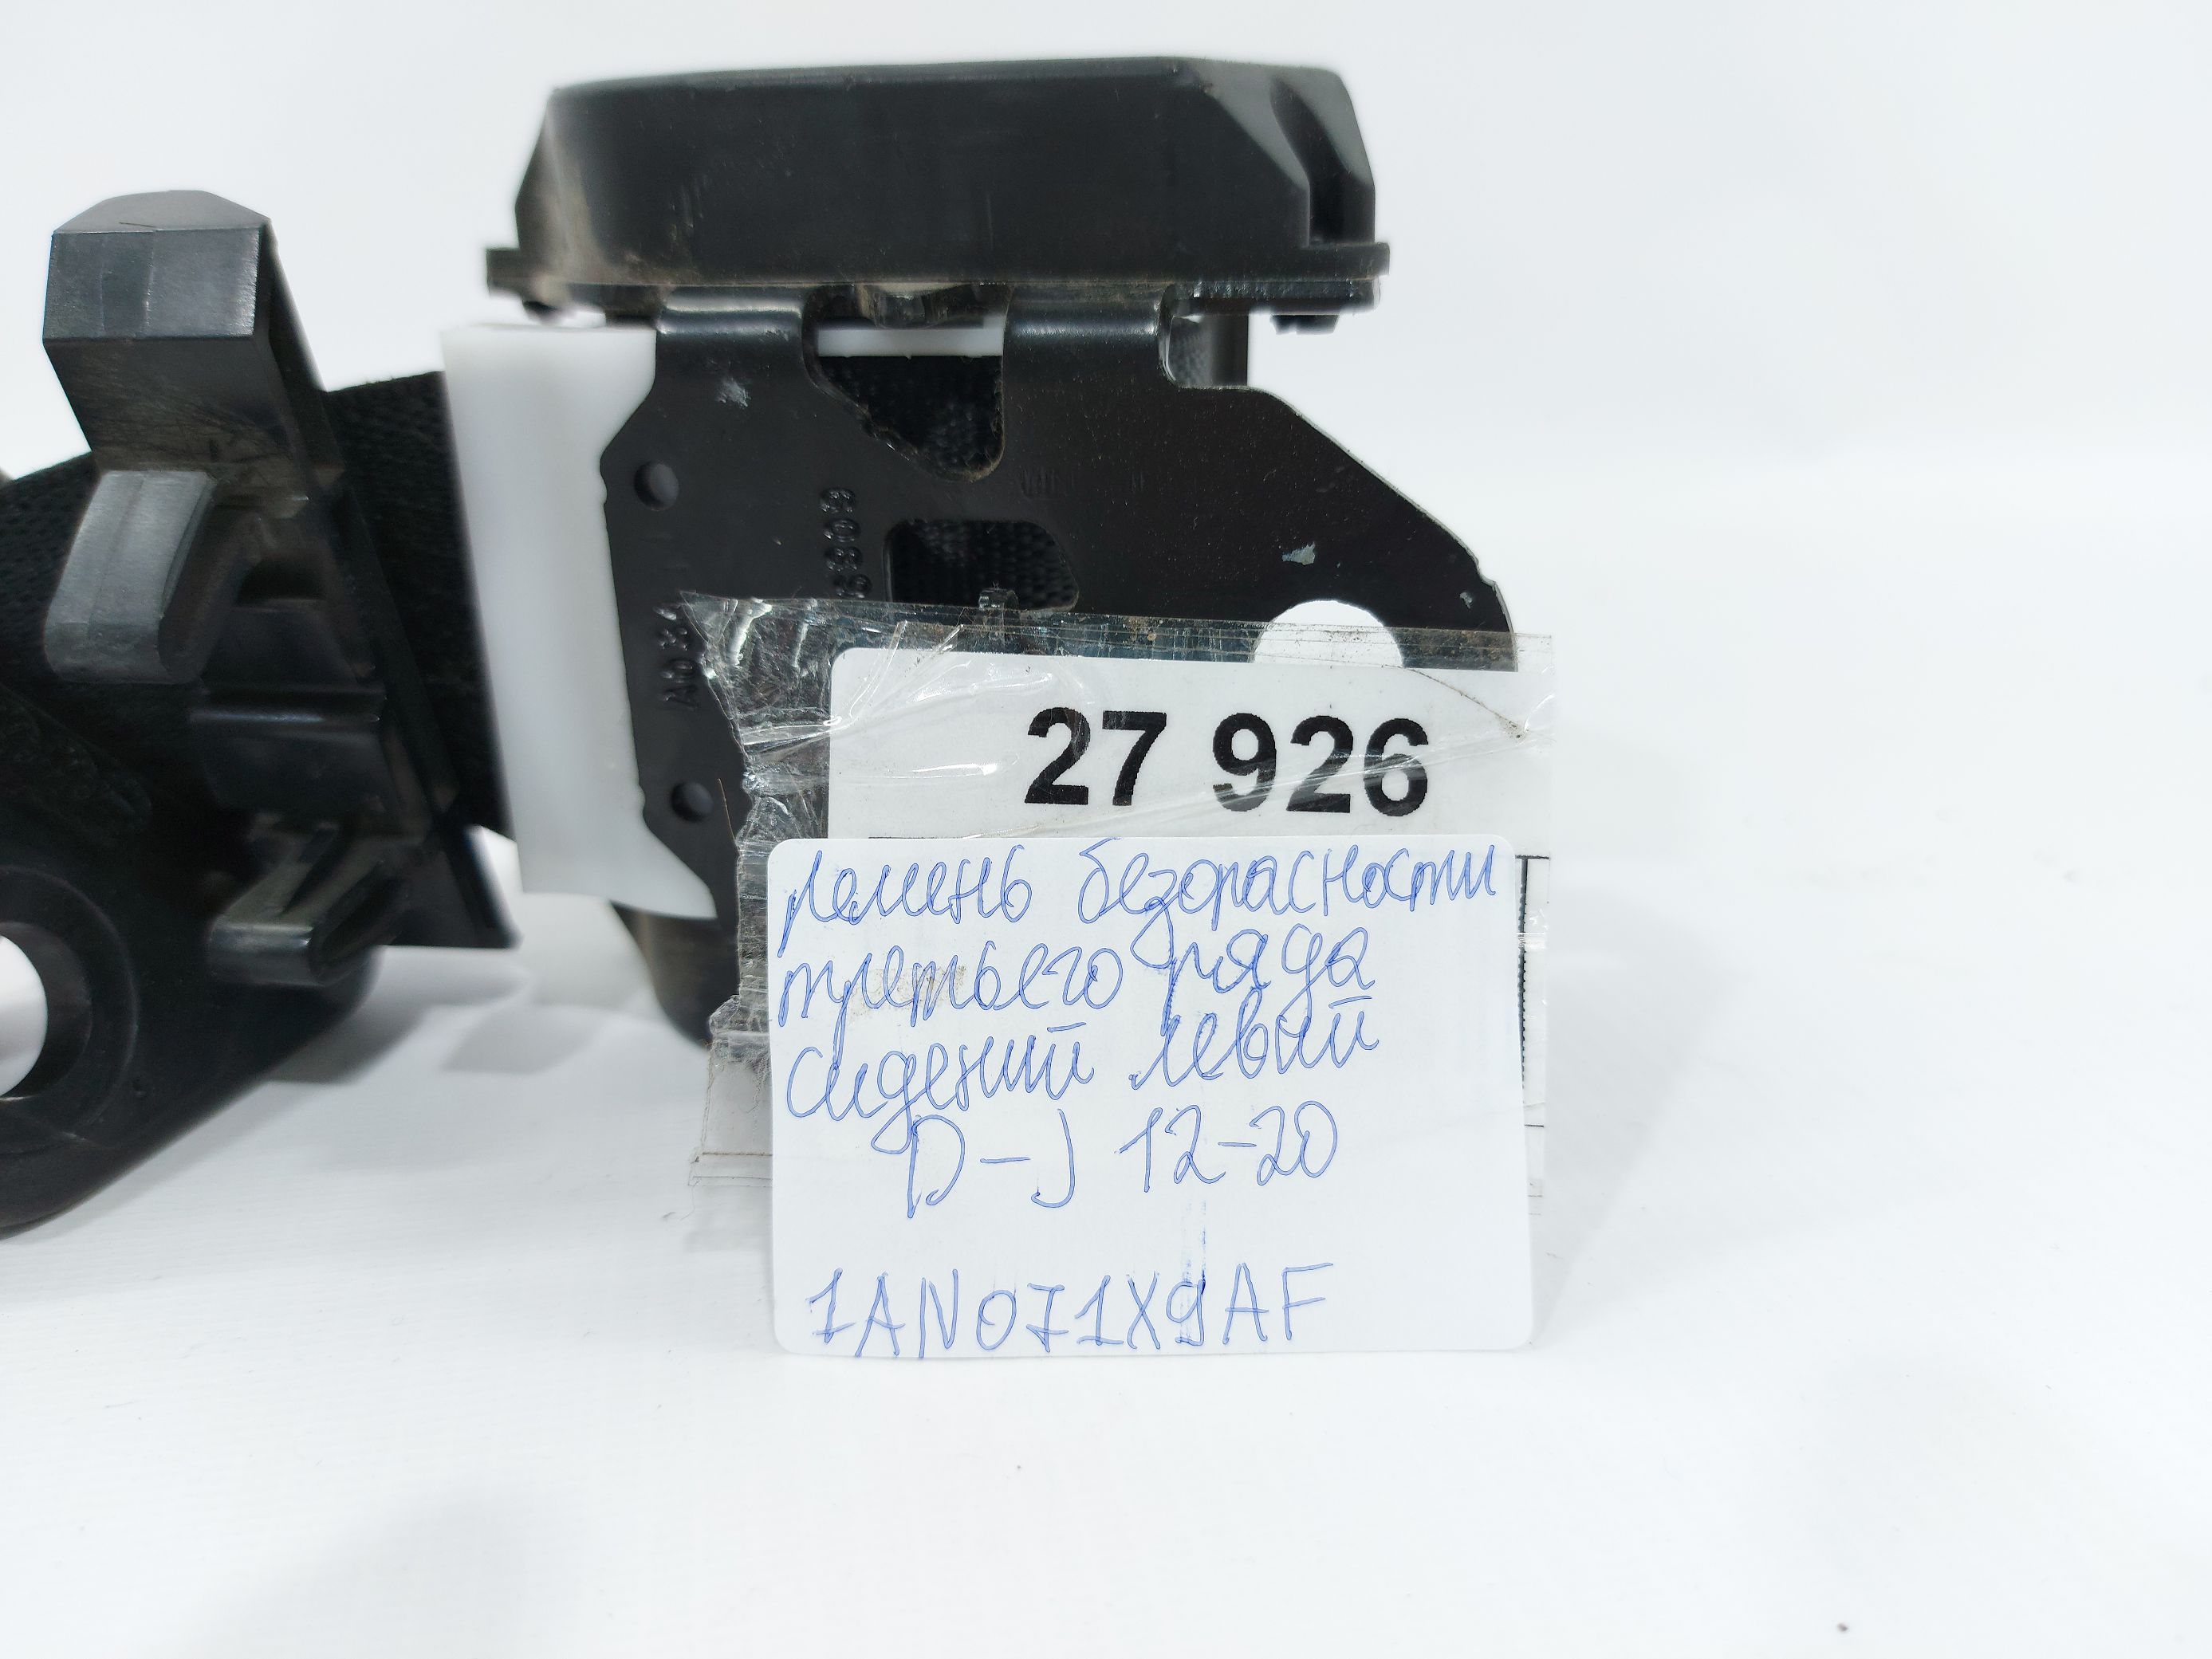 27 926
ремень безопасности
третьего ряда
сидений левый
D-J 12-20
1AN071X9AF